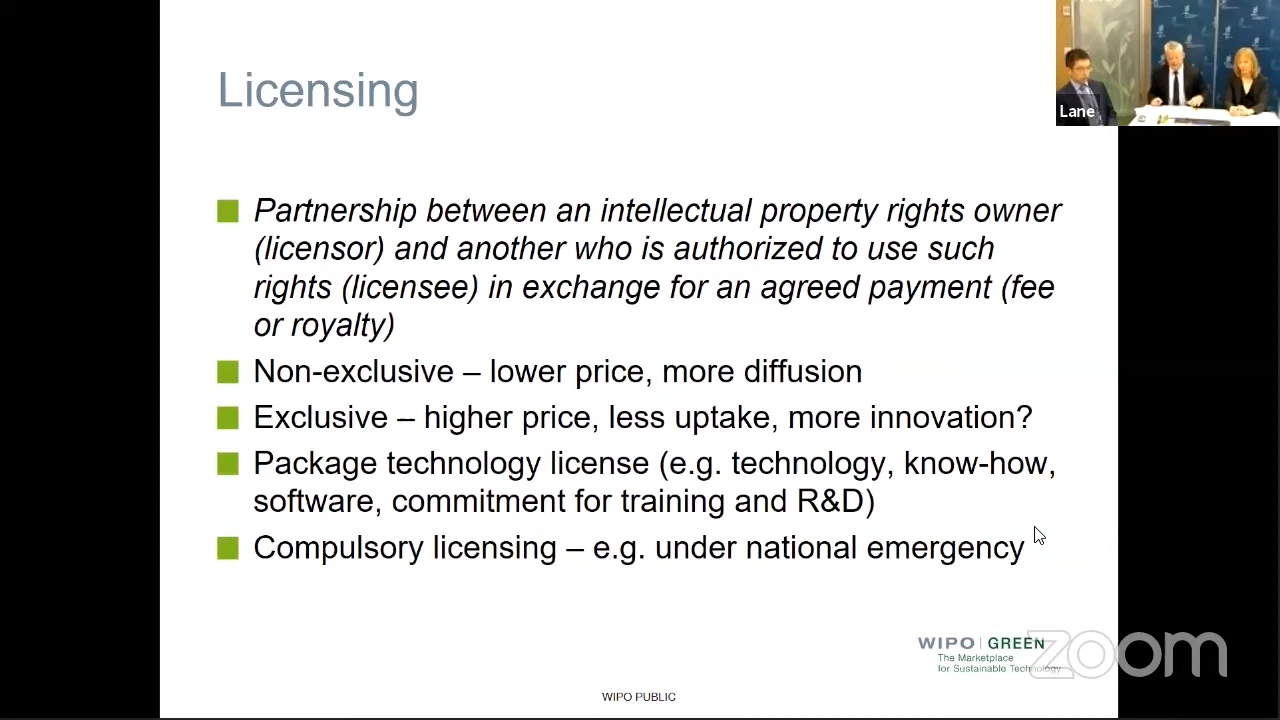 Licensing
Lane
Partnership between an intellectual property rights owner
(licensor) and another who is authorized to use such
rights (licensee) in exchange for an agreed payment (fee
or royalty)
Non-exclusive – lower price, more diffusion
Exclusive – higher price, less uptake, more innovation?
Package technology license (e.g. technology, know-how,
software, commitment for training and R&D)
Compulsory licensing – e.g. under national emergency
WIPO | GREEN
The Marketplace
for Sustainable Technology
zoom
WIPO PUBLIC